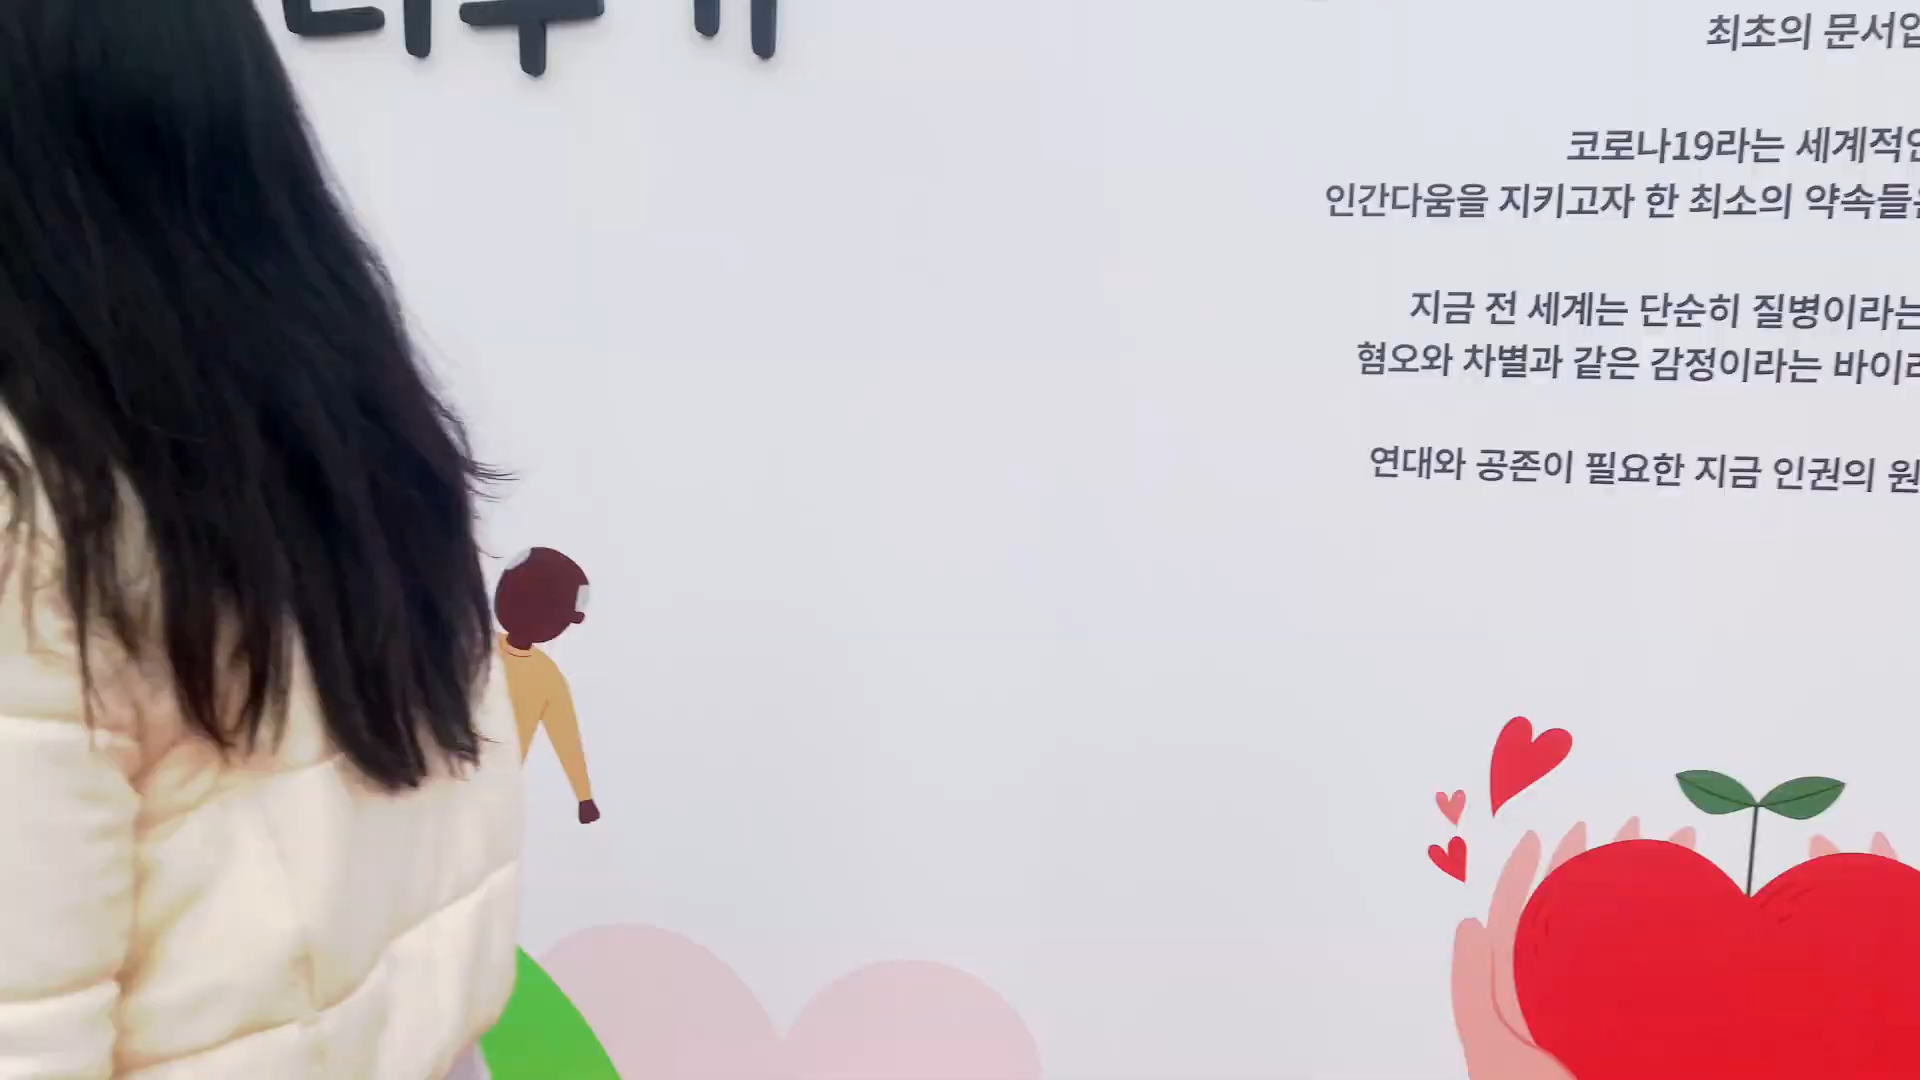 최초의 문서입
코로나19라는 세계적인
인간다움을 지키고자 한 최소의 약속들은
지금 전 세계는 단순히 질병이라는
혐오와 차별과 같은 감정이라는 바이러
연대와 공존이 필요한 지금 인권의 원